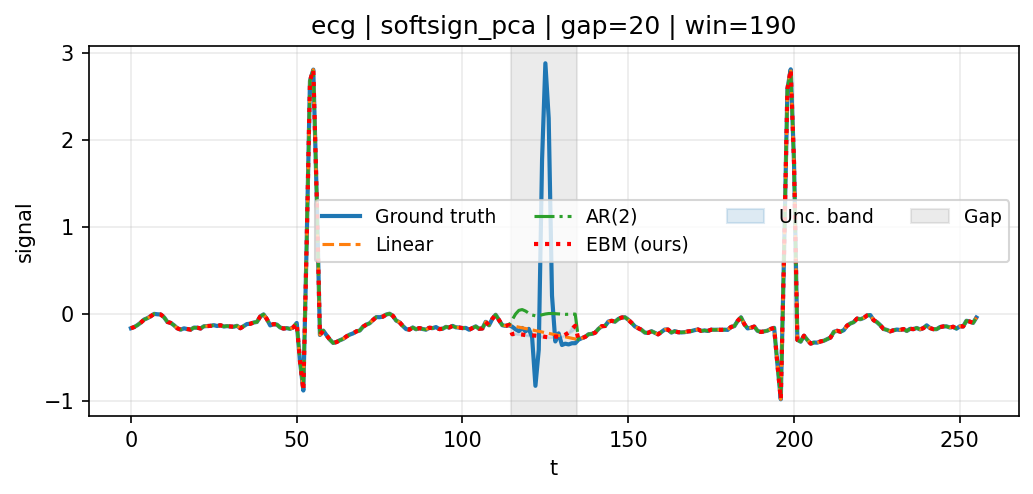 ecg | softsign_pca | gap=20 | win=190
signal
3
2
1
0
−1
Ground truth
Linear
AR(2)
EBM (ours)
Unc. band
Gap
0
50
100
150
200
250
t